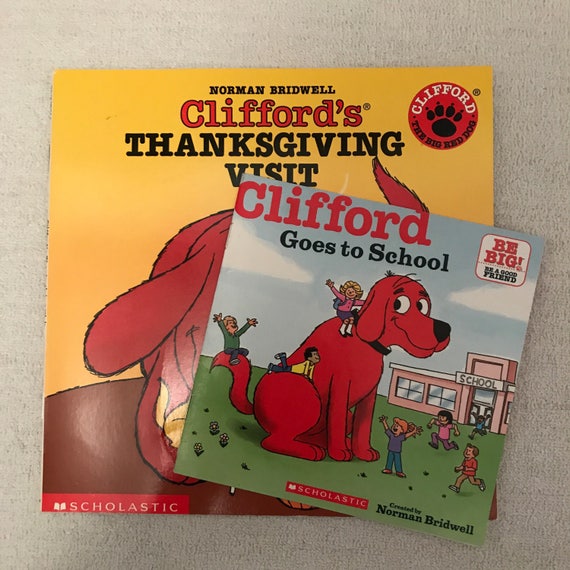 NORMAN BRIDWELL
Clifford's®
THANKSGIVING
VISIT
CLIFFORD ®
THE BIG RED DOG
SCHOLASTIC
Clifford
Goes to School
BE
BIG!
BE A GOOD
FRIEND
SCHOOL
SCHOLASTIC
Created by
Norman Bridwell